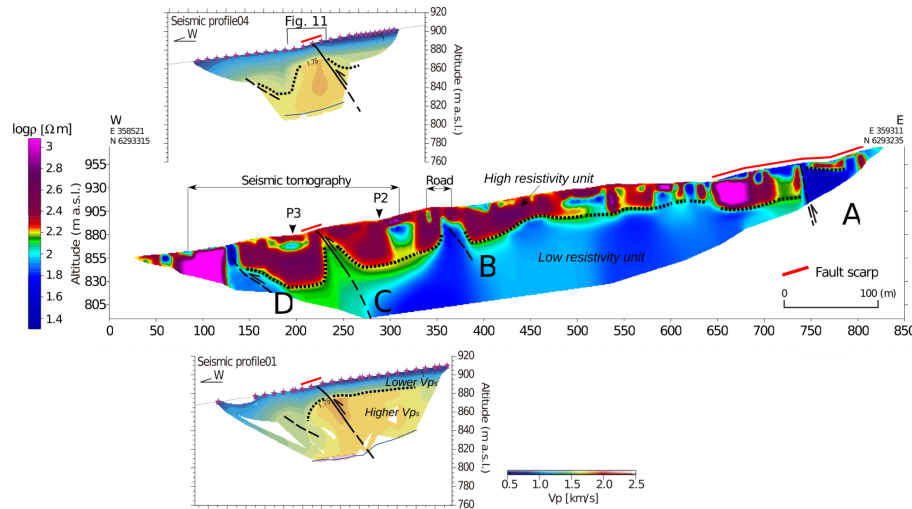 Seismic profile04
W
Fig. 11
1.75
920
900
880
860
840
820
800
780
760
Altitude (m a.s.l.)
logρ [Ω m]
3
2.8
2.6
2.4
2.2
2
1.8
1.6
1.4
W
E 358521
N 6293315
E
E 359311
N 6293235
Altitude (m a.s.l.)
955
930
905
880
855
830
805
Seismic tomography
Road
P3
P2
High resistivity unit
Low resistivity unit
A
B
C
D
Fault scarp
0 100 (m)
0 50 100 150 200 250 300 350 400 450 500 550 600 650 700 750 800 850
Seismic profile01
W
Lower Vps
Higher Vps
920
900
880
860
840
820
800
780
760
Altitude (m a.s.l.)
0.5 1.0 1.5 2.0 2.5
Vp [km/s]